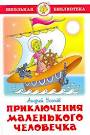 ШКОЛЬНАЯ БИБЛИОТЕКА
Андрей Усачёв
ПРИКЛЮЧЕНИЯ
МАЛЕНЬКОГО
ЧЕЛОВЕЧКА